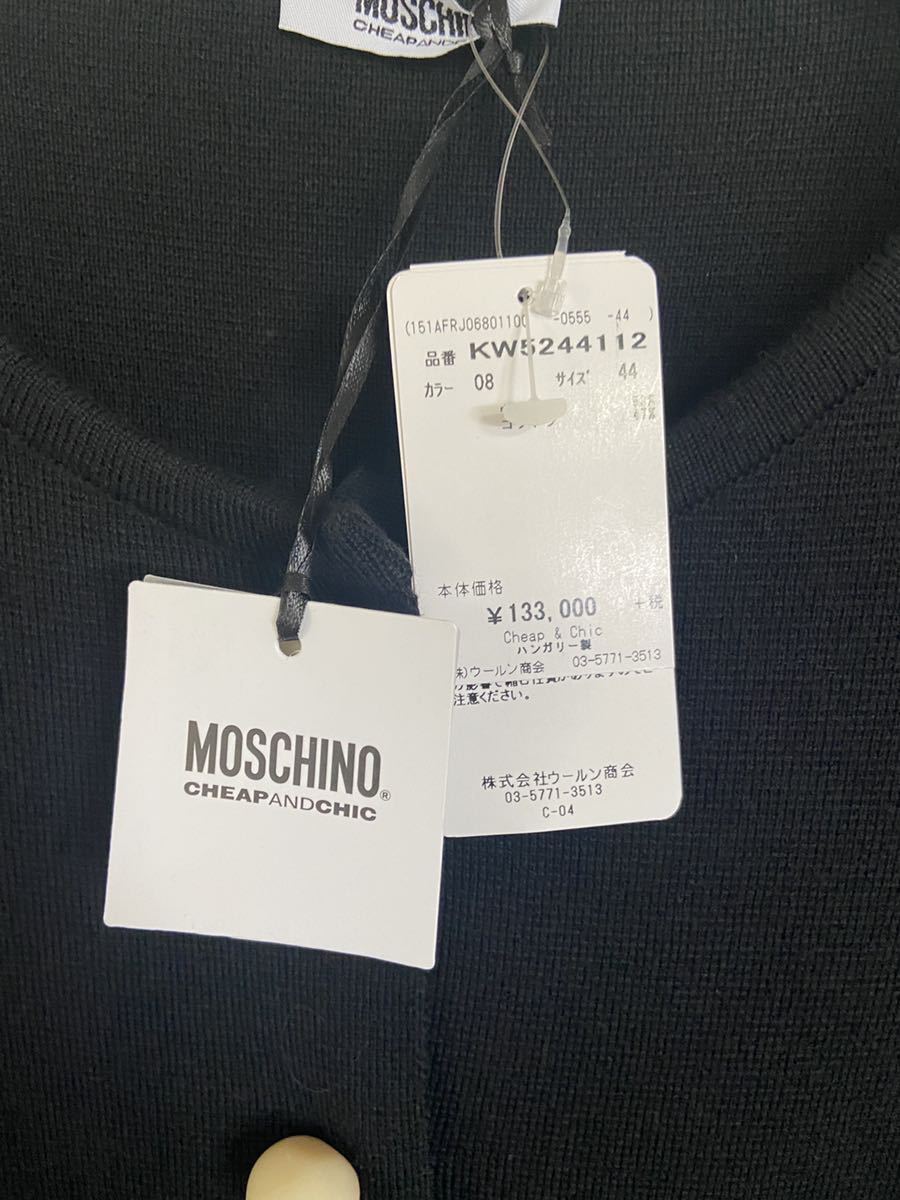 MOSCHI
CHEAPAND
(151AFRJ06801100 -0555 -44 )
品番 KW5244112
カラー 08 サイズ 44
47%
本体価格
¥133,000 +税
Cheap & Chic
ハンガリー製
株)ウールン商会 03-5771-3513
注意ください。
株式会社ウールン商会
03-5771-3513
C-04
MOSCHINO®
CHEAPANDCHIC